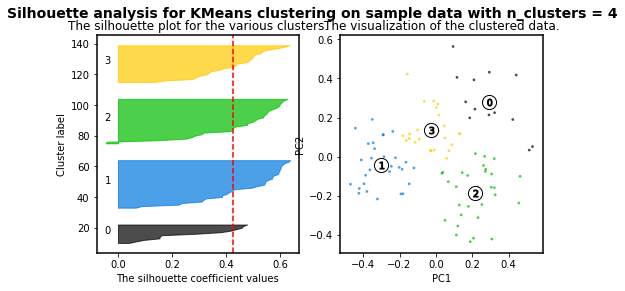 Silhouette analysis for KMeans clustering on sample data with n_clusters = 4
The silhouette plot for the various clusters.
The visualization of the clustered data.
140
120
100
80
60
40
20
Cluster label
3
2
1
0
0.0 0.2 0.4 0.6
The silhouette coefficient values
0.6
0.4
0.2
0.0
−0.2
−0.4
PC2
0
3
1
2
−0.4 −0.2 0.0 0.2 0.4
PC1